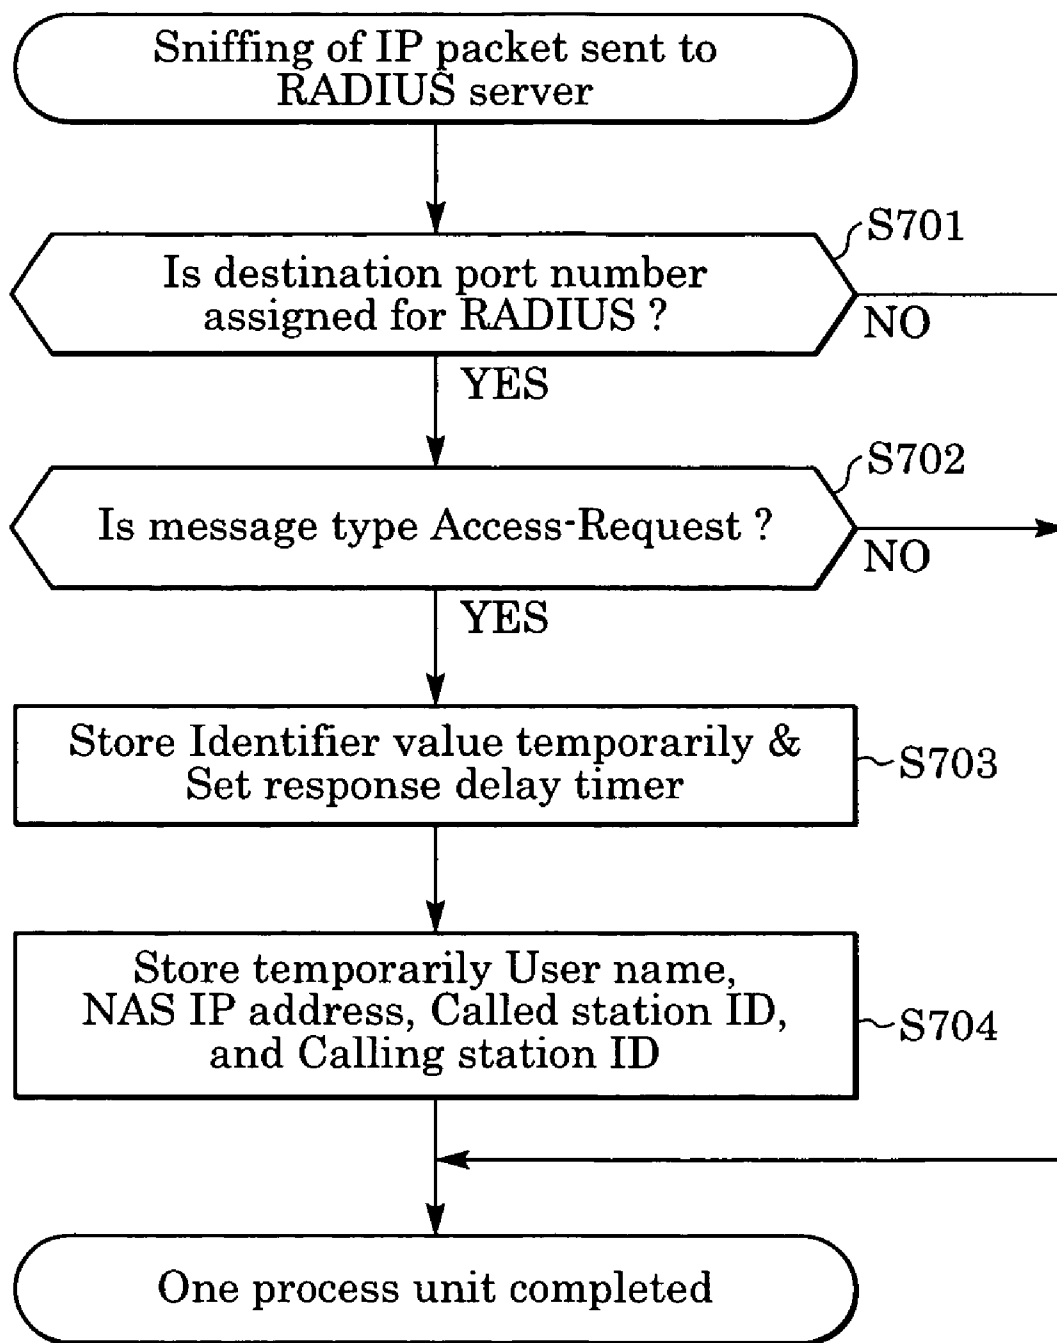 Sniffing of IP packet sent to
RADIUS server
S701
Is destination port number
assigned for RADIUS ?
NO
YES
S702
Is message type Access-Request ?
NO
YES
Store Identifier value temporarily &
Set response delay timer
S703
Store temporarily User name,
NAS IP address, Called station ID,
and Calling station ID
S704
One process unit completed